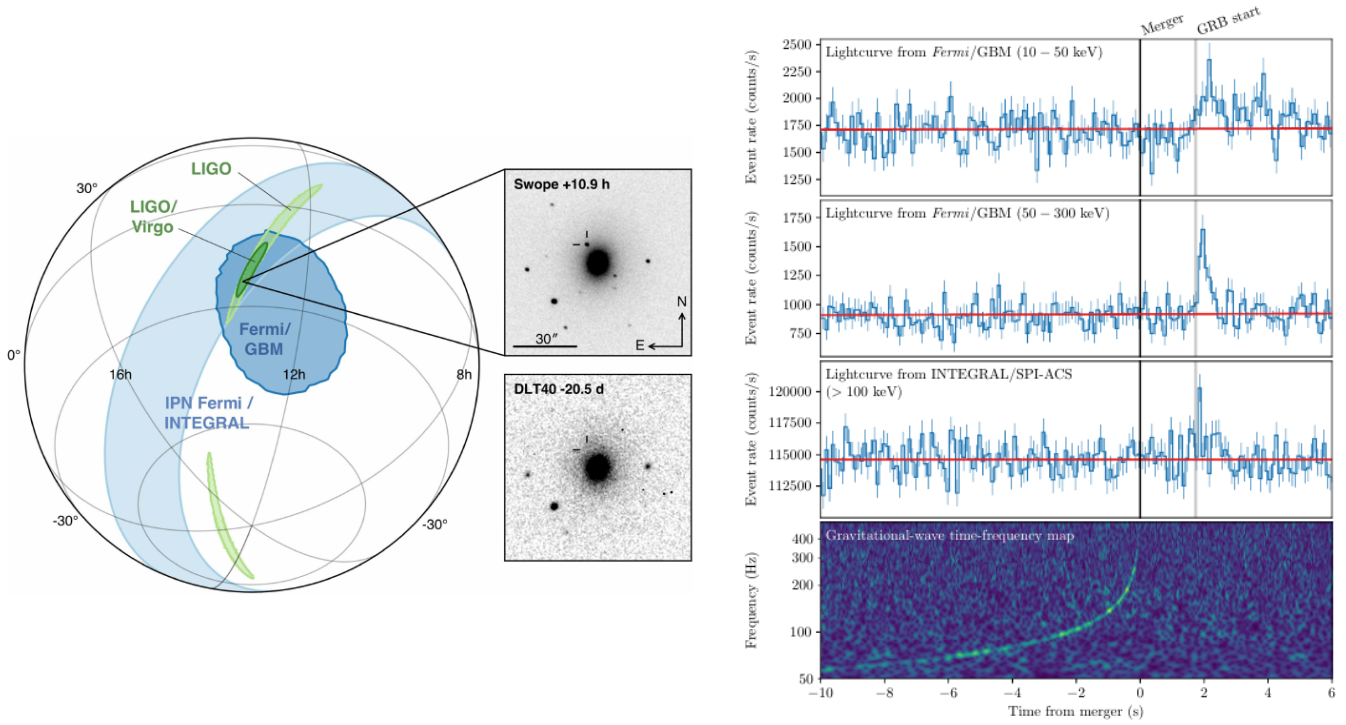 LIGO
LIGO/
Virgo
30°
Fermi/
GBM
0°
16h
12h
8h
IPN Fermi /
INTEGRAL
-30°
-30°
Swope +10.9 h
N
30″
E
DLT40 -20.5 d
Merger
GRB start
Lightcurve from Fermi/GBM (10 − 50 keV)
Event rate (counts/s)
2500
2250
2000
1750
1500
1250
Lightcurve from Fermi/GBM (50 − 300 keV)
Event rate (counts/s)
1750
1500
1250
1000
750
Lightcurve from INTEGRAL/SPI-ACS
(> 100 keV)
Event rate (counts/s)
120000
117500
115000
112500
Gravitational-wave time-frequency map
Frequency (Hz)
400
300
200
100
50
−10 −8 −6 −4 −2 0 2 4 6
Time from merger (s)